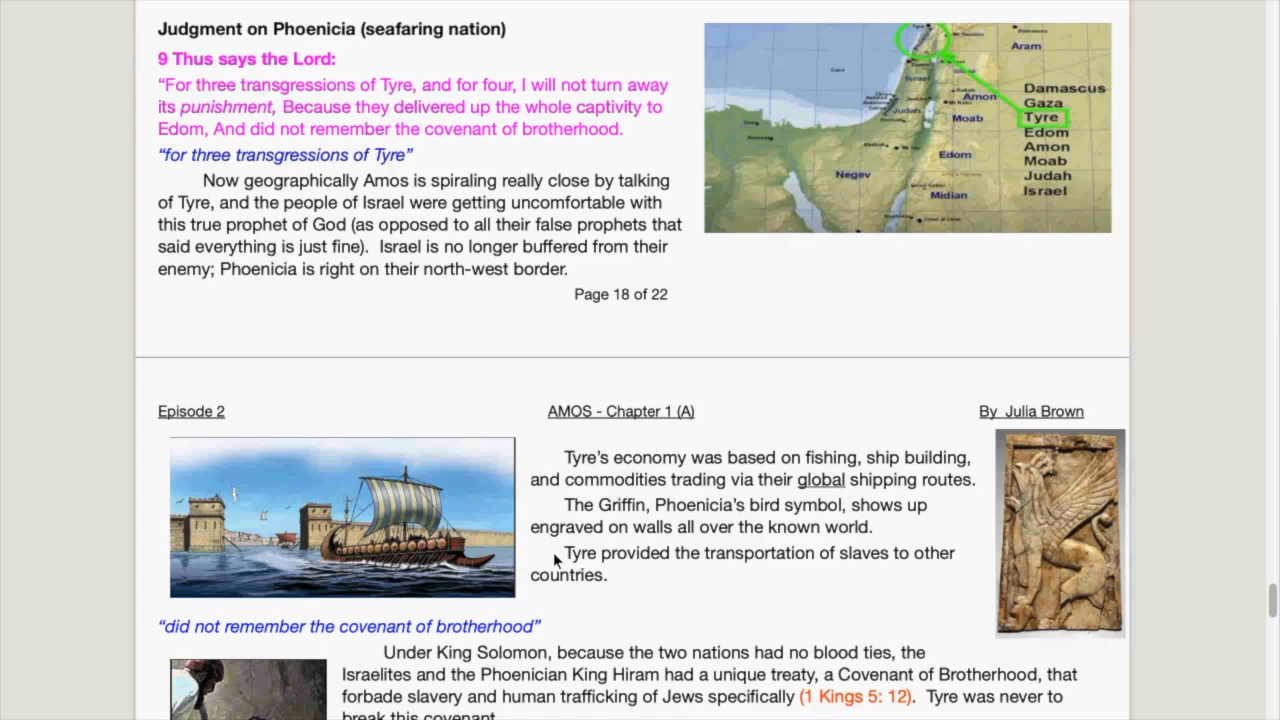 Judgment on Phoenicia (seafaring nation)
9 Thus says the Lord:
“For three transgressions of Tyre, and for four, I will not turn away
its punishment, Because they delivered up the whole captivity to
Edom, And did not remember the covenant of brotherhood.
“for three transgressions of Tyre”
Now geographically Amos is spiraling really close by talking
of Tyre, and the people of Israel were getting uncomfortable with
this true prophet of God (as opposed to all their false prophets that
said everything is just fine).  Israel is no longer buffered from their
enemy; Phoenicia is right on their north-west border.
Aram
Israel
Amon
Judah
Moab
Edom
Negev
Midian
Damascus
Gaza
Tyre
Edom
Amon
Moab
Judah
Israel
Page 18 of 22
Episode 2
AMOS - Chapter 1 (A)
By  Julia Brown
Tyre’s economy was based on fishing, ship building,
and commodities trading via their global shipping routes.
The Griffin, Phoenicia’s bird symbol, shows up
engraved on walls all over the known world.
Tyre provided the transportation of slaves to other
countries.
“did not remember the covenant of brotherhood”
Under King Solomon, because the two nations had no blood ties, the
Israelites and the Phoenician King Hiram had a unique treaty, a Covenant of Brotherhood, that
forbade slavery and human trafficking of Jews specifically (1 Kings 5: 12).  Tyre was never to
break this covenant